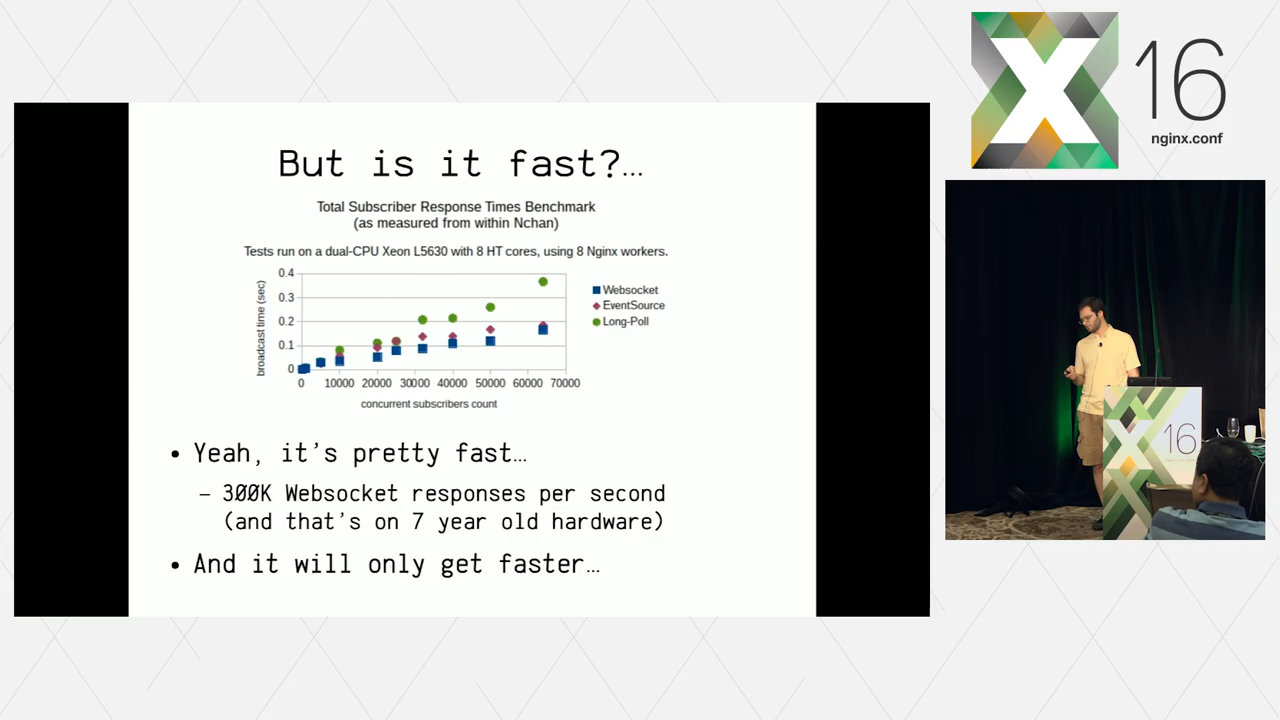 But is it fast?…
Total Subscriber Response Times Benchmark
(as measured from within Nchan)
Tests run on a dual-CPU Xeon L5630 with 8 HT cores, using 8 Nginx workers.
broadcast time (sec)
0.4
0.3
0.2
0.1
0
0 10000 20000 30000 40000 50000 60000 70000
concurrent subscribers count
Websocket
EventSource
Long-Poll
• Yeah, it's pretty fast…
– 300K Websocket responses per second
(and that's on 7 year old hardware)
• And it will only get faster…
X 16
nginx.conf
X 16